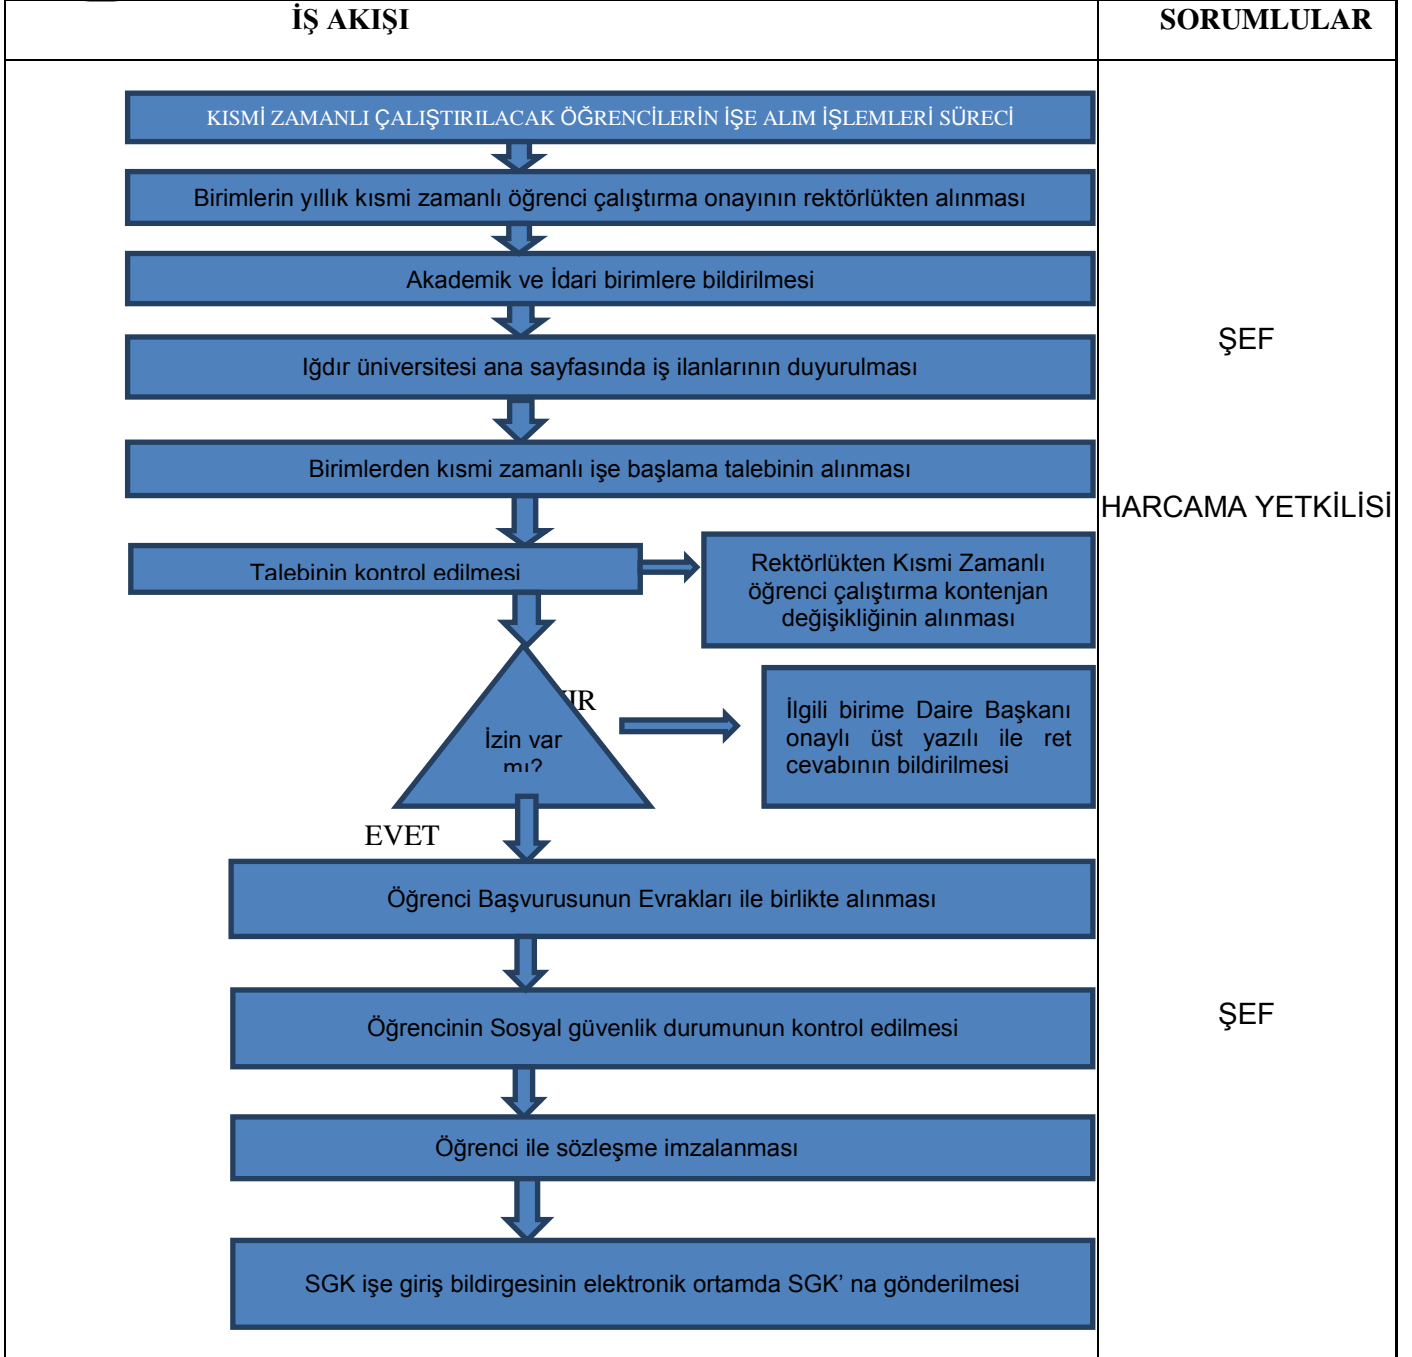 İŞ AKIŞI
SORUMLULAR
KISMİ ZAMANLI ÇALIŞTIRILACAK ÖĞRENCİLERİN İŞE ALIM İŞLEMLERİ SÜRECİ
Birimlerin yıllık kısmi zamanlı öğrenci çalıştırma onayının rektörlükten alınması
Akademik ve İdari birimlere bildirilmesi
ŞEF
Iğdır üniversitesi ana sayfasında iş ilanlarının duyurulması
Birimlerden kısmi zamanlı işe başlama talebinin alınması
HARCAMA YETKİLİSİ
Talebinin kontrol edilmesi
Rektörlükten Kısmi Zamanlı
öğrenci çalıştırma kontenjan
değişikliğinin alınması
İzin var
mı?
İlgili birime Daire Başkanı
onaylı üst yazılı ile ret
cevabının bildirilmesi
EVET
Öğrenci Başvurusunun Evrakları ile birlikte alınması
Öğrencinin Sosyal güvenlik durumunun kontrol edilmesi
ŞEF
Öğrenci ile sözleşme imzalanması
SGK işe giriş bildirgesinin elektronik ortamda SGK’ na gönderilmesi